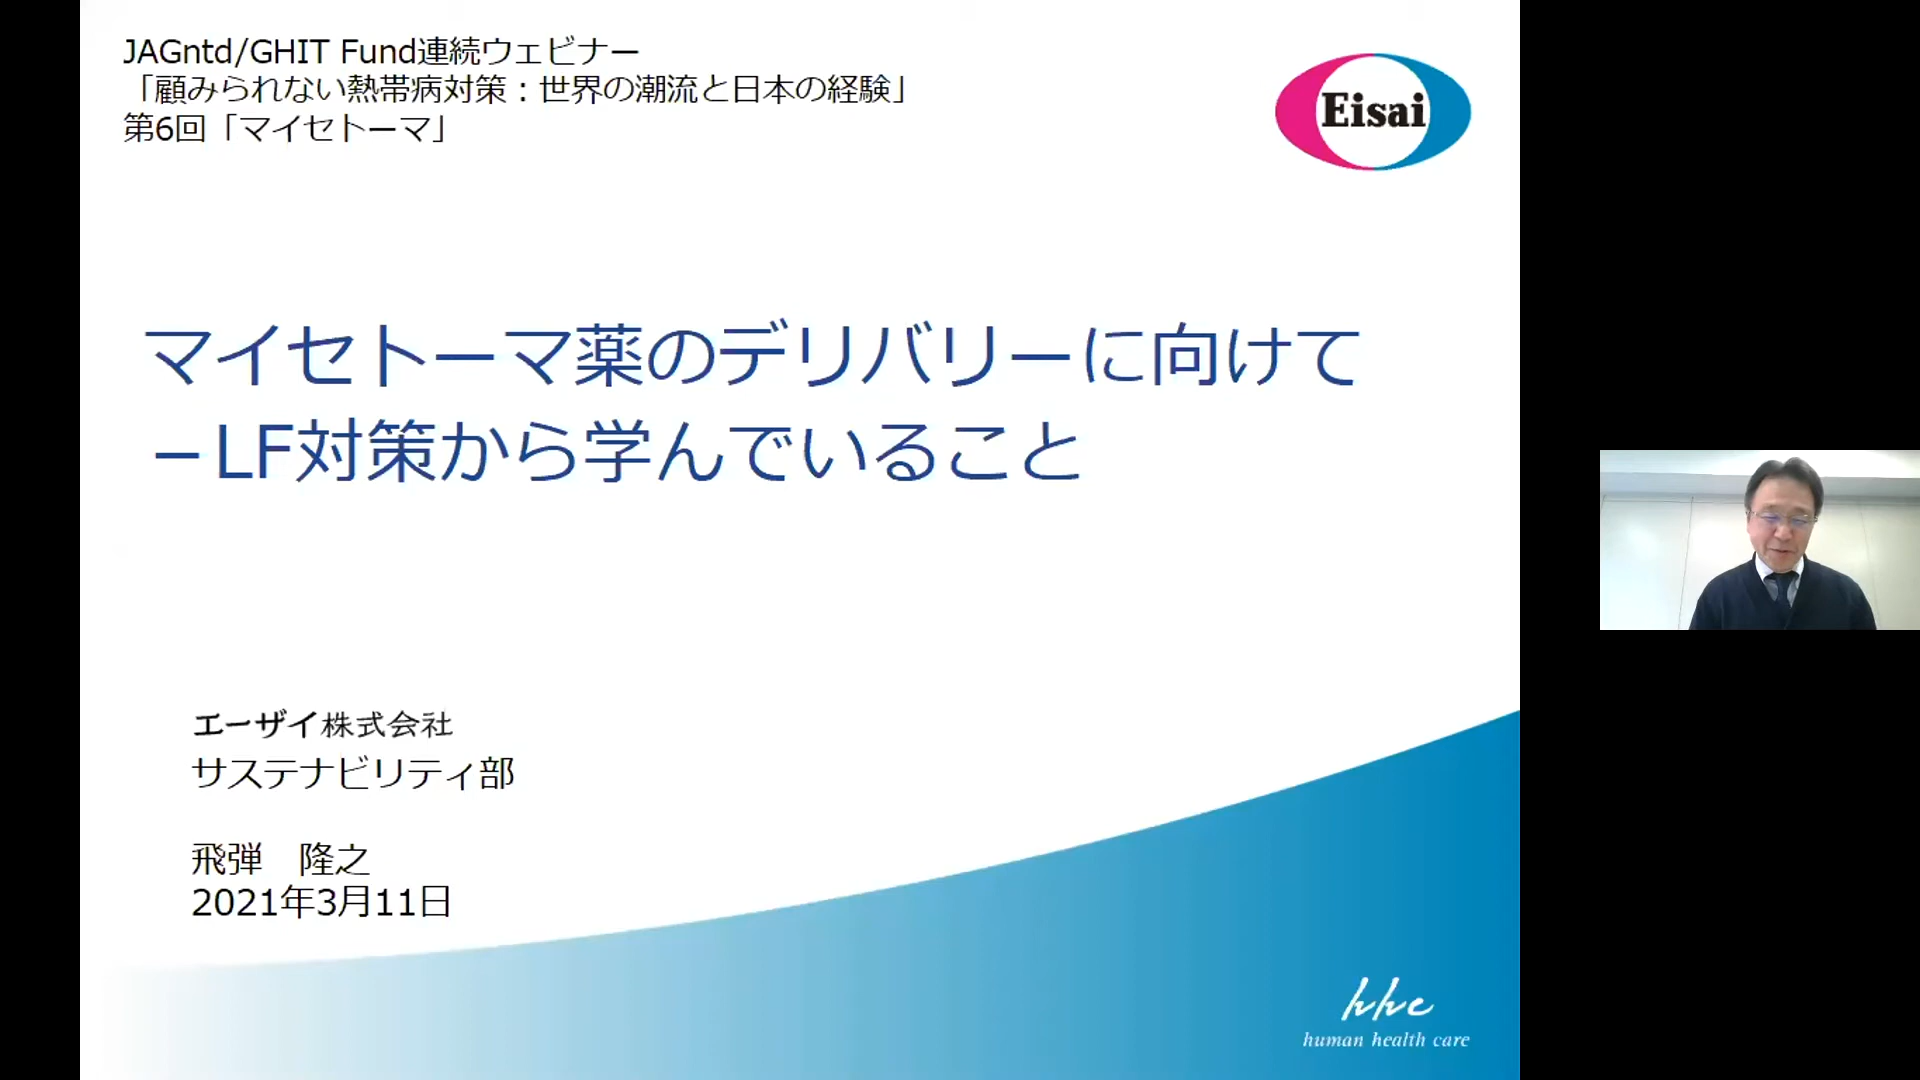 JAGntd/GHIT Fund連続ウェビナー
「顧みられない熱帯病対策：世界の潮流と日本の経験」
第6回「マイセトーマ」
Eisai
マイセトーマ薬のデリバリーに向けて
－LF対策から学んでいること
エーザイ株式会社
サステナビリティ部
飛弾　隆之
2021年3月11日
hhc
human health care